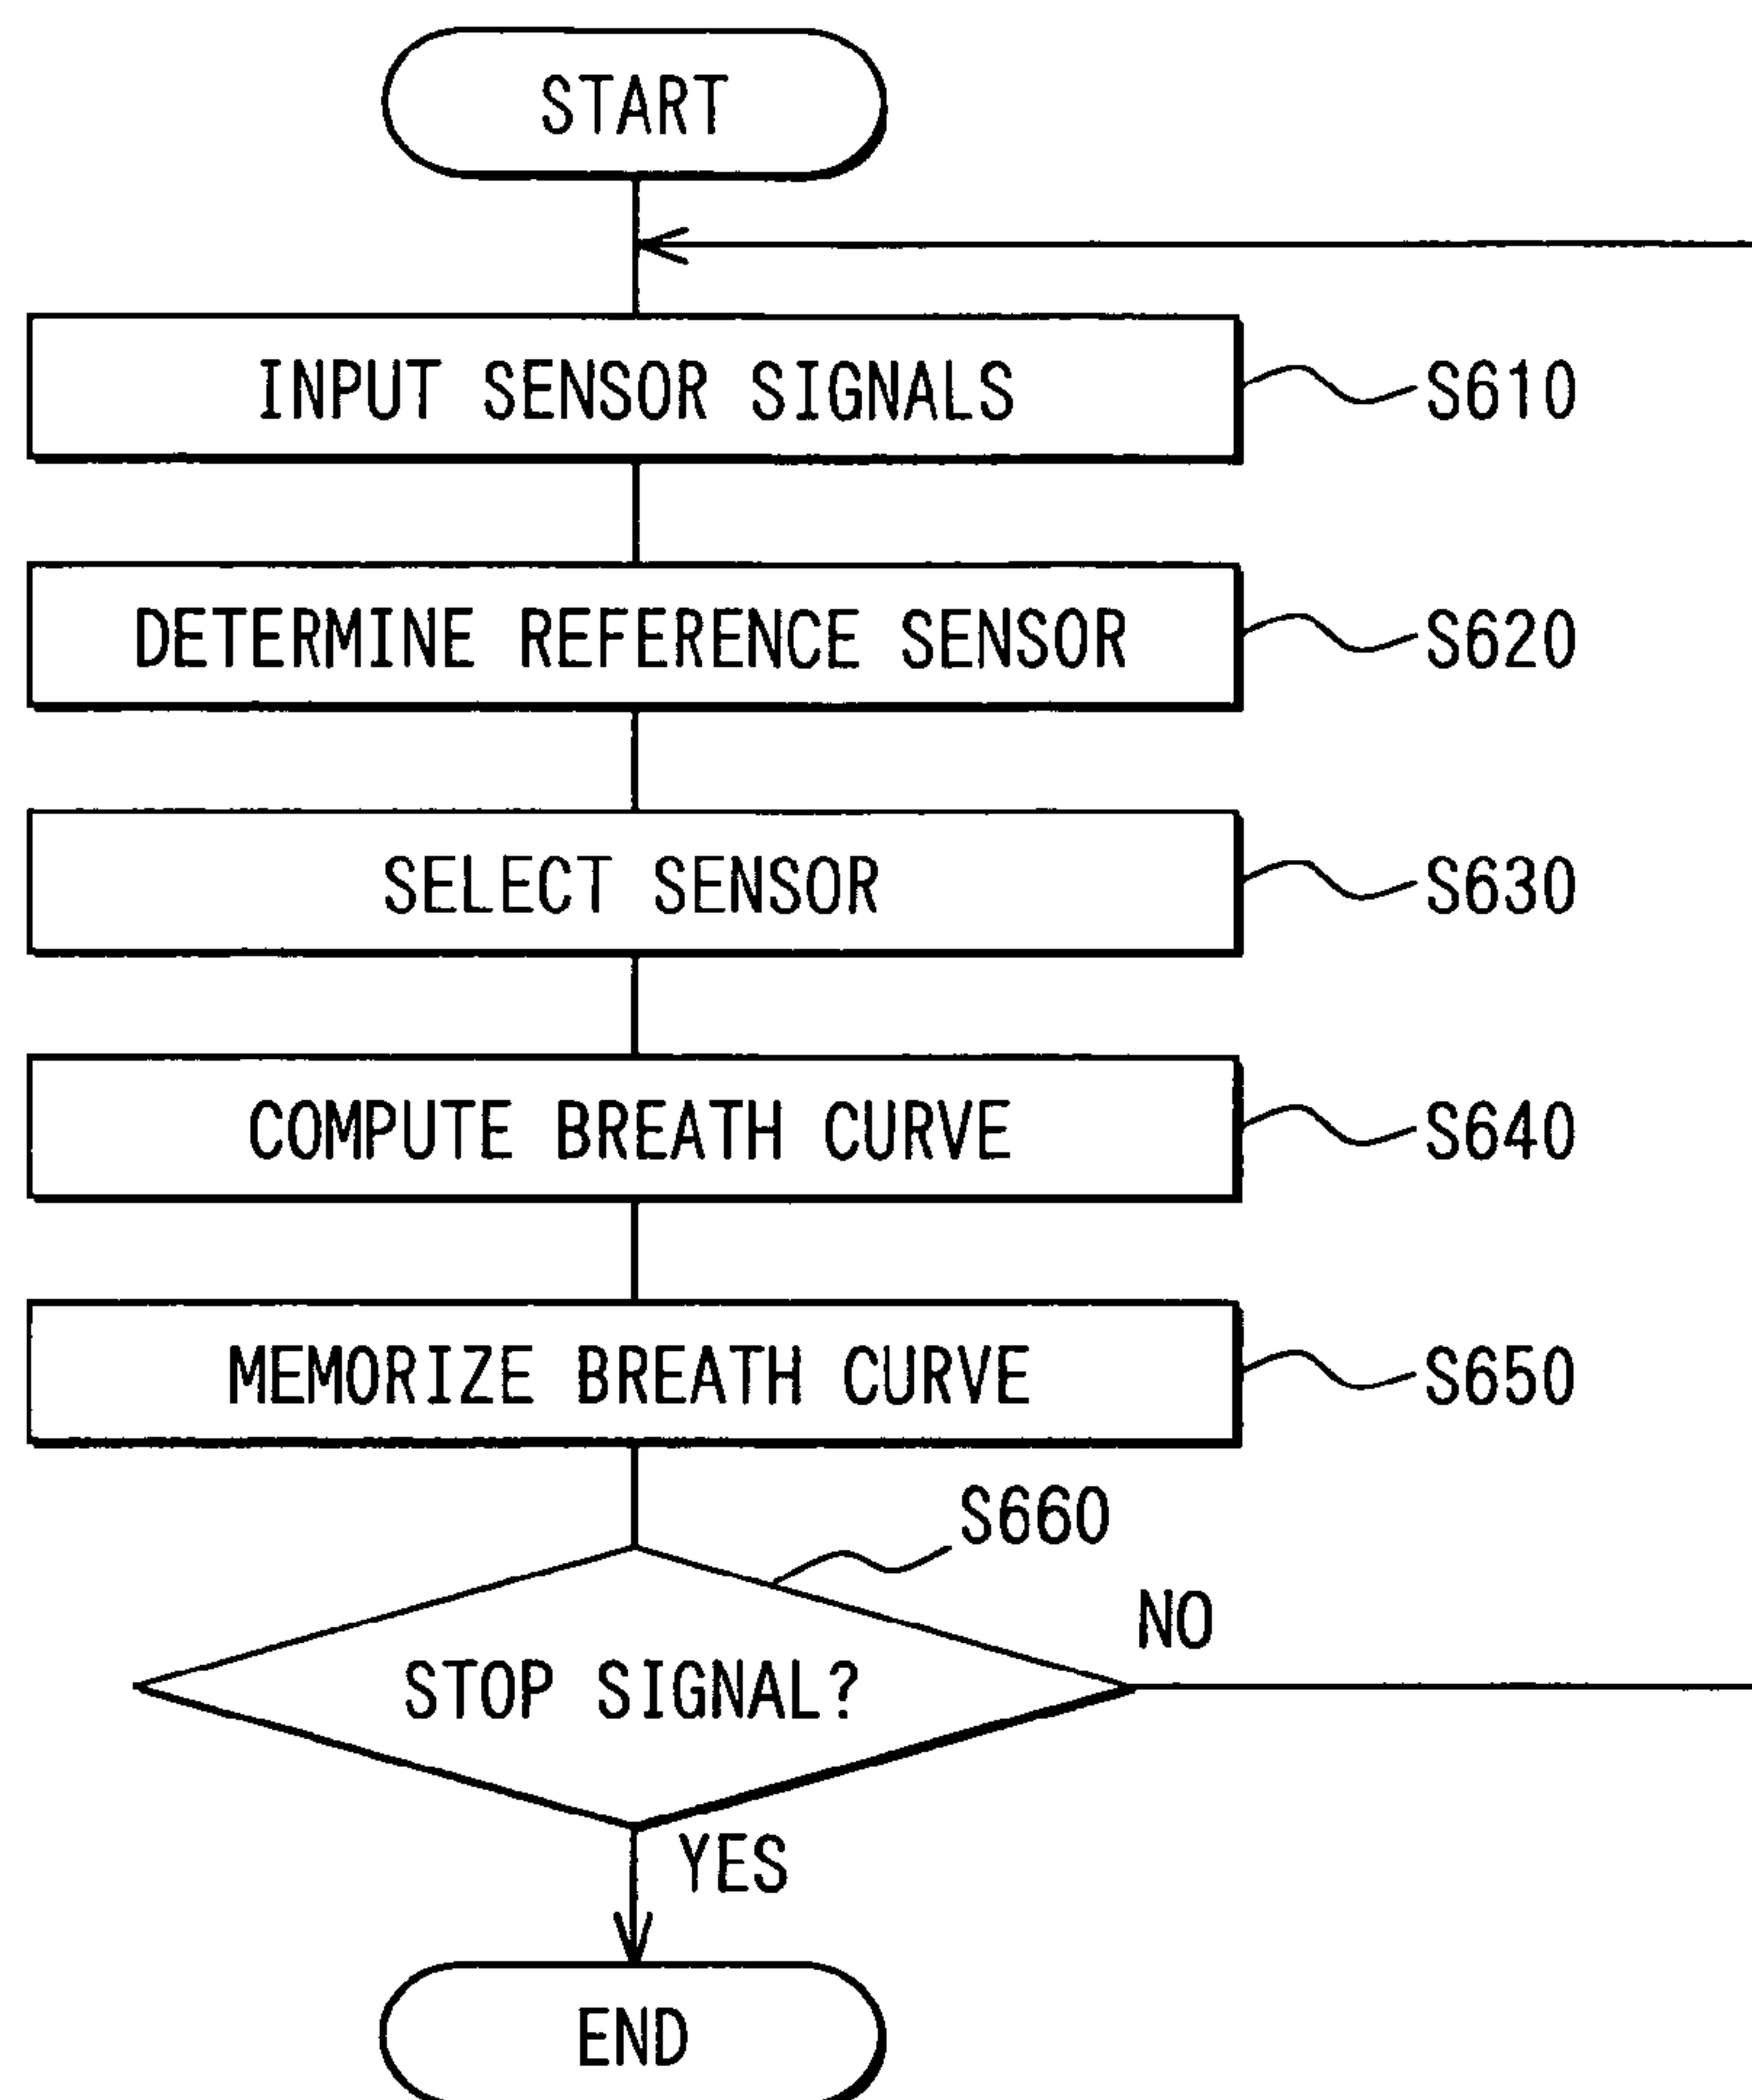 START
INPUT SENSOR SIGNALS
S610
DETERMINE REFERENCE SENSOR
S620
SELECT SENSOR
S630
COMPUTE BREATH CURVE
S640
MEMORIZE BREATH CURVE
S650
S660
STOP SIGNAL?
NO
YES
END